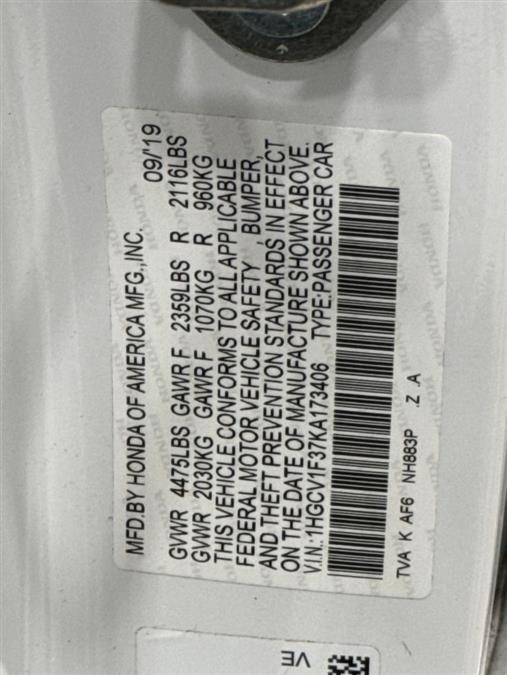 MFD.BY HONDA OF AMERICA MFG.,INC. 09/'19
GVWR 4475LBS GAWR F 2359LBS R 2116LBS
GVWR 2030KG GAWR F 1070KG R 960KG
THIS VEHICLE CONFORMS TO ALL APPLICABLE
FEDERAL MOTOR VEHICLE SAFETY , BUMPER,
AND THEFT PREVENTION STANDARDS IN EFFECT
ON THE DATE OF MANUFACTURE SHOWN ABOVE.
V.I.N.:1HGCV1F37KA173406 TYPE:PASSENGER CAR
TVA K AF6 NH883P .Z .A
VE